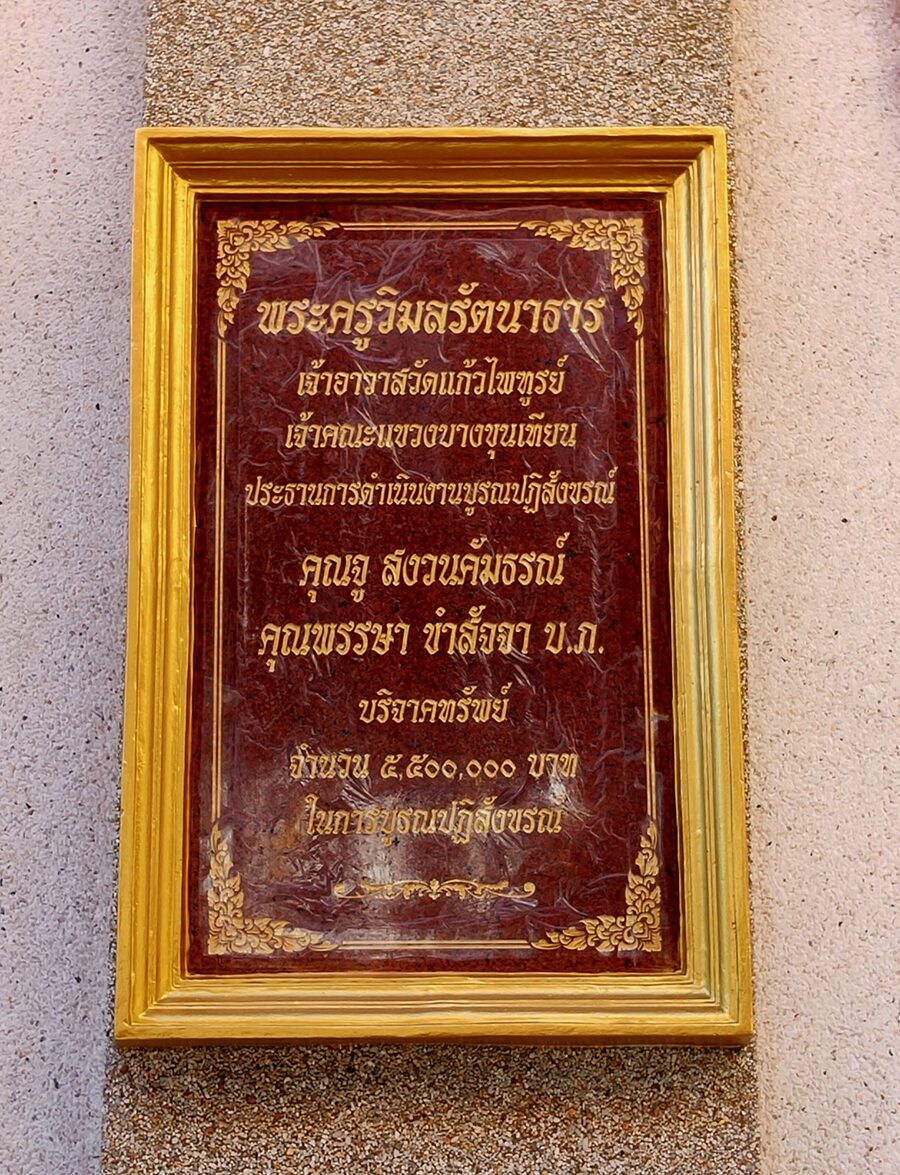 พระครูวิมลรัตนาธาร
เจ้าอาวาสวัดแก้วไพฑูรย์
เจ้าคณะแขวงบางขุนเทียน
ประธานการดำเนินงานบูรณปฏิสังขรณ์
คุณจู สงวนคัมธรณ์
คุณพรรษา ขำสัจจา บ.ภ.
บริจาคทรัพย์
จำนวน ๕,๕๐๐,๐๐๐ บาท
ในการบูรณปฏิสังขรณ์